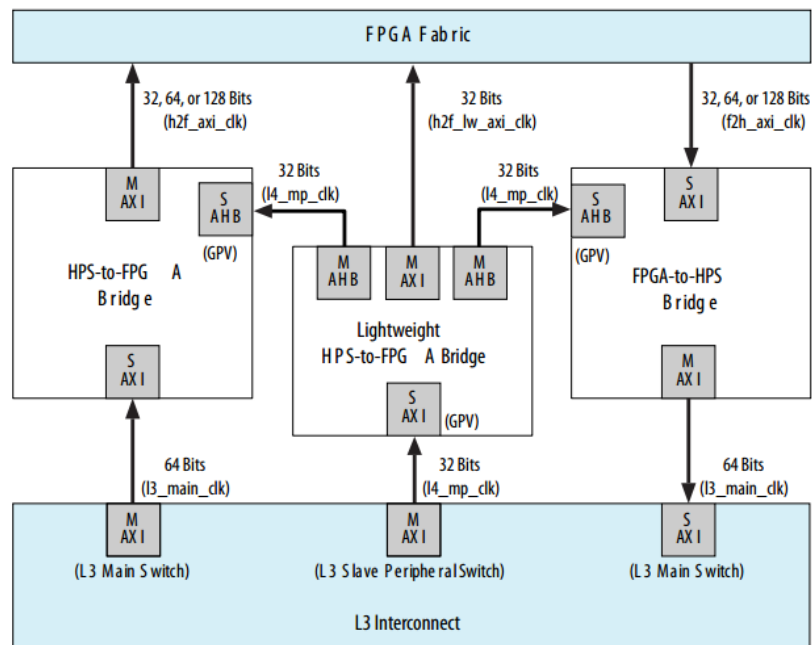 FPGA Fabric
32, 64, or 128 Bits
(h2f_axi_clk)
32 Bits
(h2f_lw_axi_clk)
32, 64, or 128 Bits
(f2h_axi_clk)
M
AXI
S
AHB
(GPV)
HPS-to-FPG A
Bridge
S
AXI
32 Bits
(l4_mp_clk)
32 Bits
(l4_mp_clk)
M
AHB
M
AXI
M
AHB
Lightweight
HPS-to-FPG A Bridge
S
AXI
(GPV)
S
AHB
(GPV)
S
AXI
FPGA-to-HPS
Bridge
M
AXI
64 Bits
(l3_main_clk)
32 Bits
(l4_mp_clk)
64 Bits
(l3_main_clk)
M
AXI
M
AXI
S
AXI
(L3 Main Switch)
(L3 Slave Peripheral Switch)
(L3 Main Switch)
L3 Interconnect